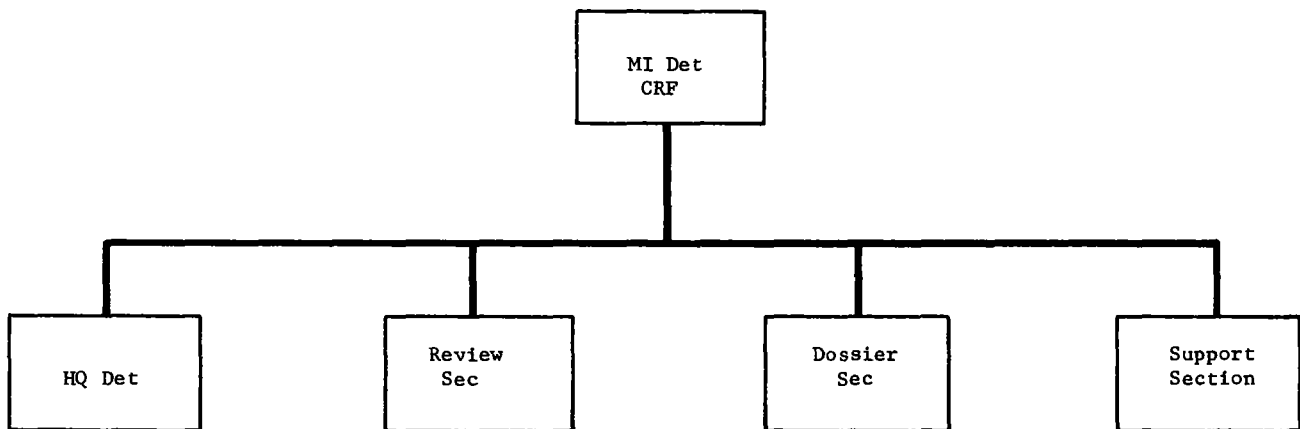 MI Det
CRF
HQ Det
Review
Sec
Dossier
Sec
Support
Section